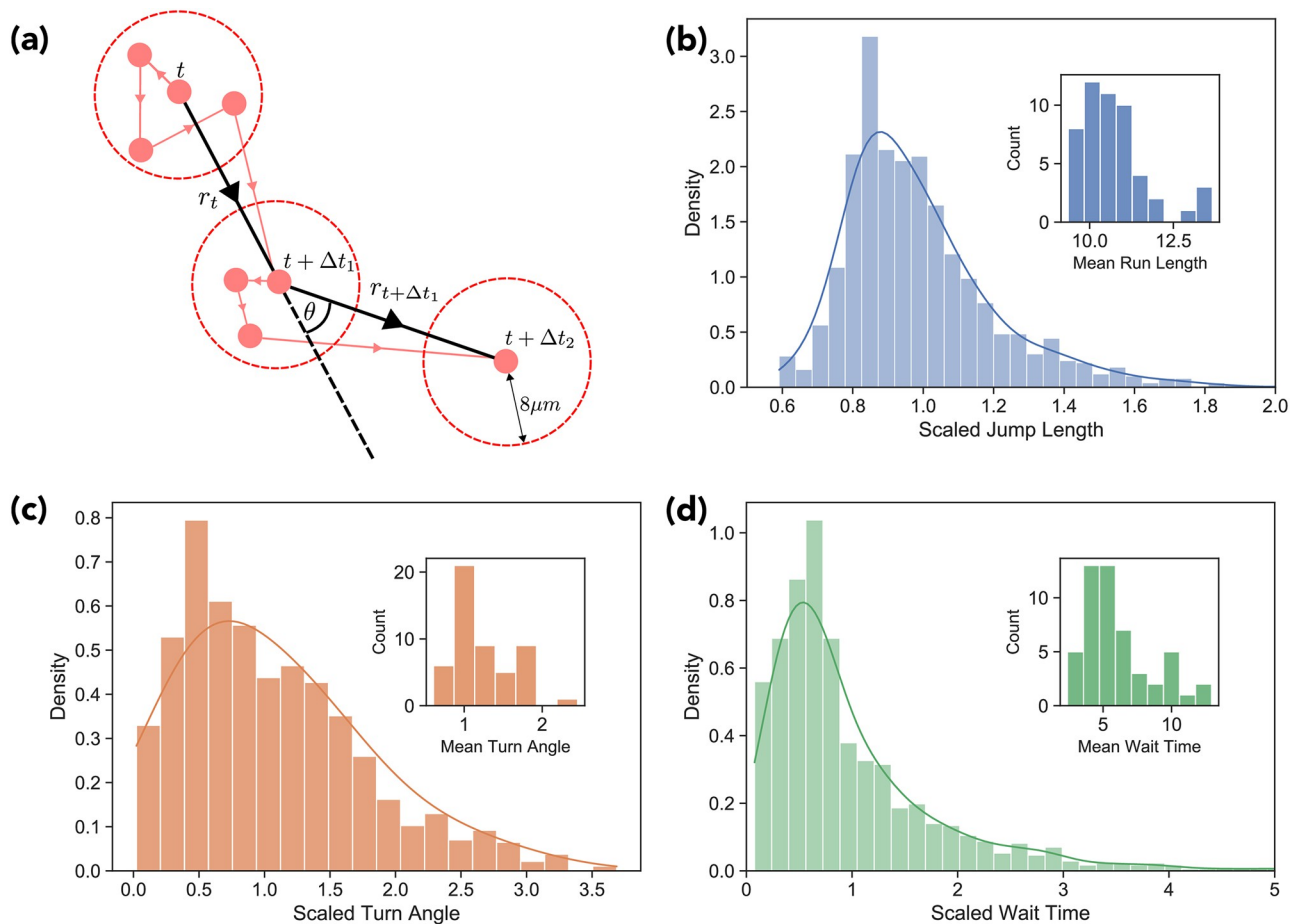 (a)
t
r_t
t + Δt₁
r_{t+Δt₁}
θ
t + Δt₂
8μm
(b)
Density
3.0
2.5
2.0
1.5
1.0
0.5
0.0
0.6 0.8 1.0 1.2 1.4 1.6 1.8 2.0
Scaled Jump Length
Count
10
5
0
10.0 12.5
Mean Run Length
(c)
Density
0.8
0.7
0.6
0.5
0.4
0.3
0.2
0.1
0.0
0.0 0.5 1.0 1.5 2.0 2.5 3.0 3.5
Scaled Turn Angle
Count
20
10
0
1 2
Mean Turn Angle
(d)
Density
1.0
0.8
0.6
0.4
0.2
0.0
0 1 2 3 4 5
Scaled Wait Time
Count
10
5
0
5 10
Mean Wait Time